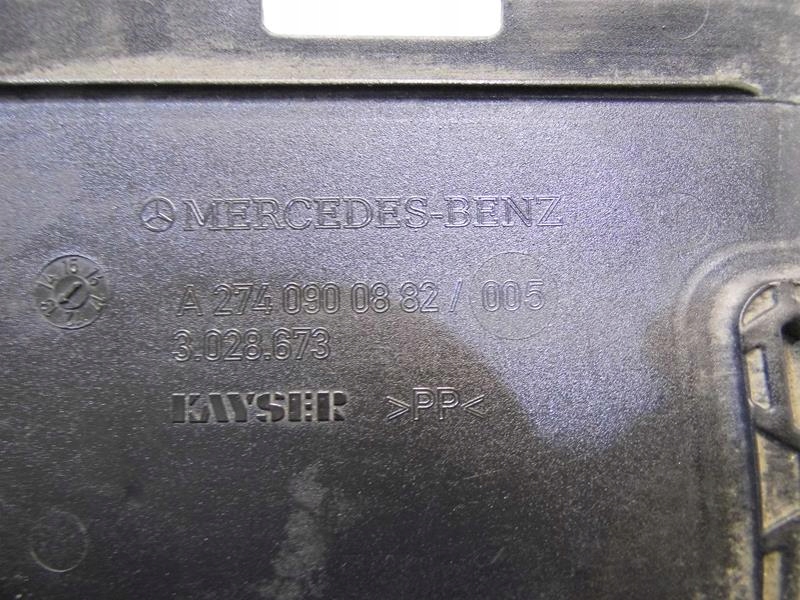 MERCEDES-BENZ
A 274 090 08 82 / 005
3.028.673
KAYSER >PP<